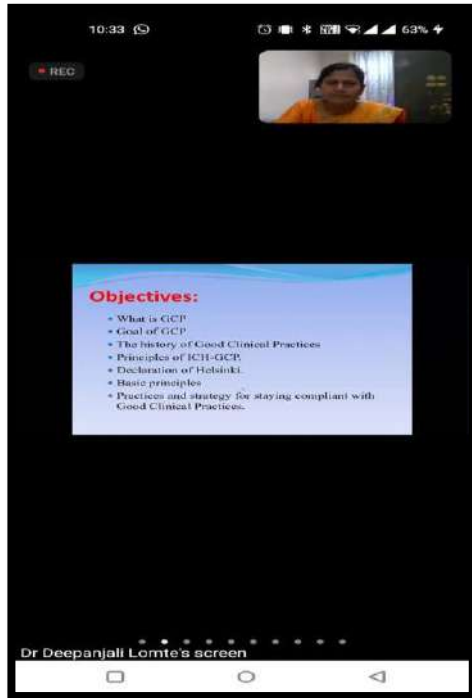 10:33
63%
REC
Objectives:
• What is GCP
• Goal of GCP
• The history of Good Clinical Practices
• Principles of ICH-GCP.
• Declaration of Helsinki.
• Basic principles
• Practices and strategy for staying compliant with
Good Clinical Practices.
Dr Deepanjali Lomte's screen